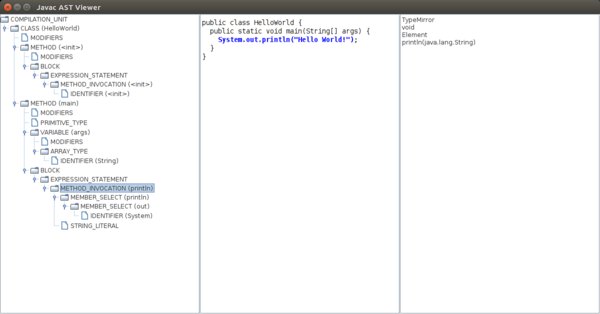 Javac AST Viewer
COMPILATION_UNIT
CLASS (HelloWorld)
MODIFIERS
METHOD (<init>)
MODIFIERS
BLOCK
EXPRESSION_STATEMENT
METHOD_INVOCATION (<init>)
IDENTIFIER (<init>)
METHOD (main)
MODIFIERS
PRIMITIVE_TYPE
VARIABLE (args)
MODIFIERS
ARRAY_TYPE
IDENTIFIER (String)
BLOCK
EXPRESSION_STATEMENT
METHOD_INVOCATION (println)
MEMBER_SELECT (println)
MEMBER_SELECT (out)
IDENTIFIER (System)
STRING_LITERAL
public class HelloWorld {
  public static void main(String[] args) {
    System.out.println("Hello World!");
  }
}
TypeMirror
void
Element
println(java.lang.String)